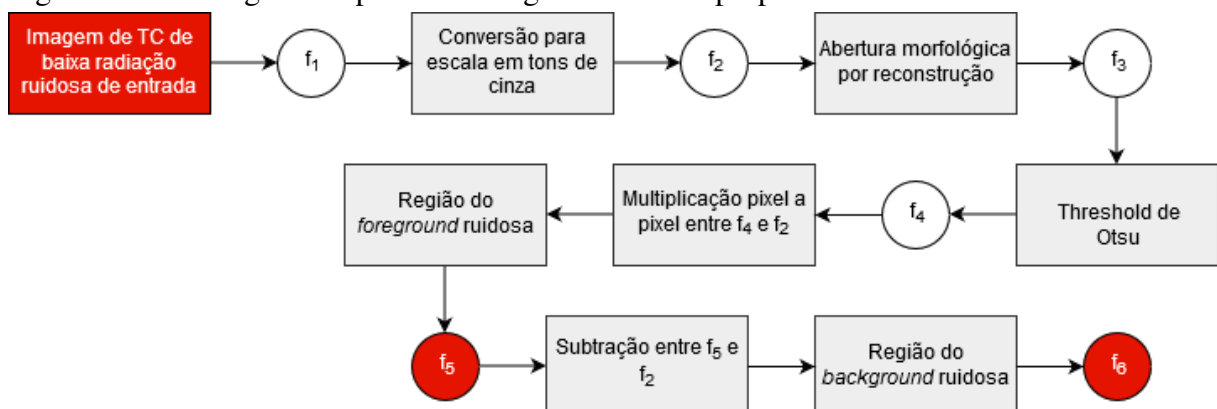 Imagem de TC de
baixa radiação
ruidosa de entrada
f₁
Conversão para
escala em tons de
cinza
f₂
Abertura morfológica
por reconstrução
f₃
Threshold de
Otsu
f₄
Multiplicação pixel a
pixel entre f₄ e f₂
Região do
foreground ruidosa
f₅
Subtração entre f₅ e
f₂
Região do
background ruidosa
f₆